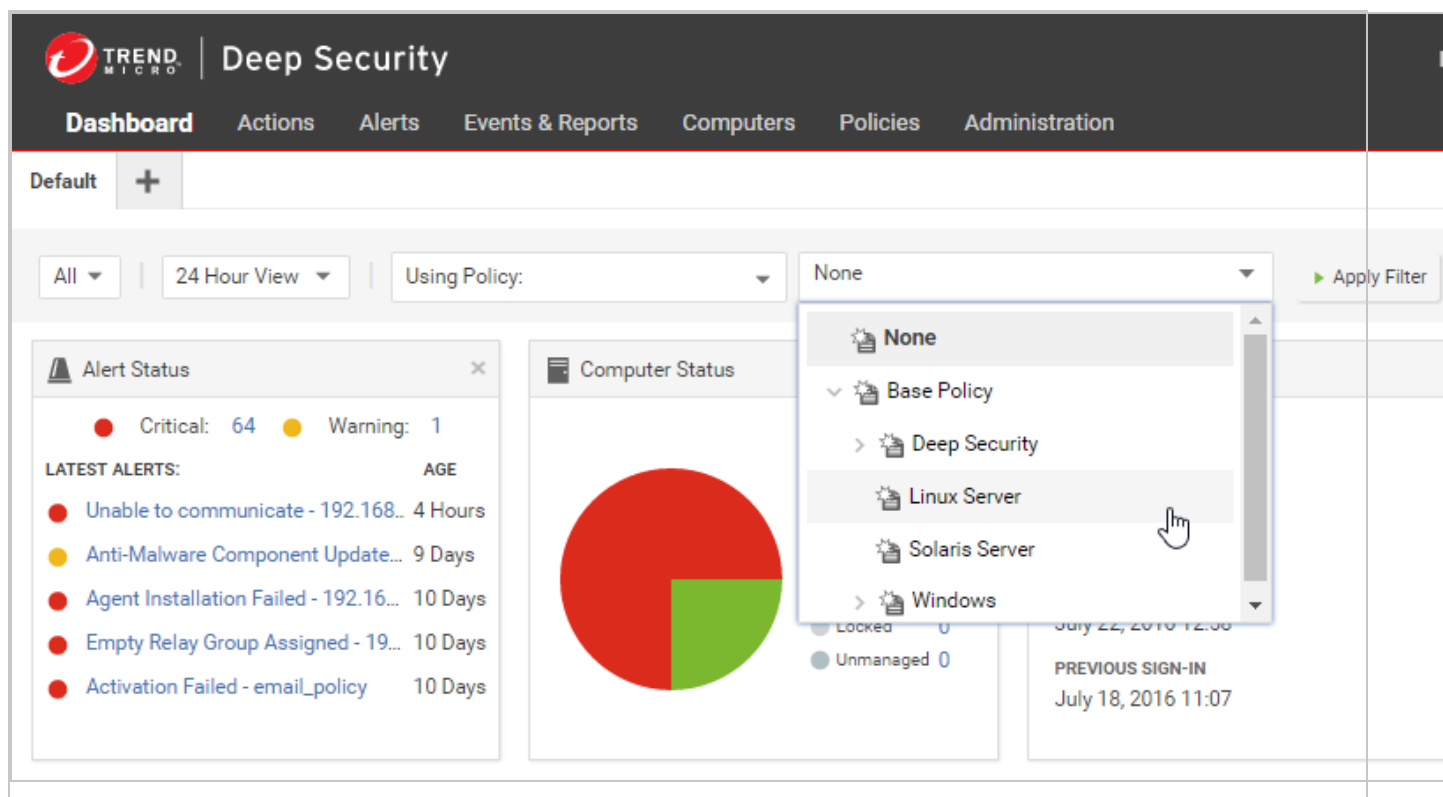 TREND MICRO | Deep Security
Dashboard Actions Alerts Events & Reports Computers Policies Administration
Default +
All 24 Hour View Using Policy: None Apply Filter
Alert Status
Critical: 64 Warning: 1
LATEST ALERTS: AGE
Unable to communicate - 192.168.. 4 Hours
Anti-Malware Component Update... 9 Days
Agent Installation Failed - 192.16... 10 Days
Empty Relay Group Assigned - 19... 10 Days
Activation Failed - email_policy 10 Days
Computer Status
None
Base Policy
Deep Security
Linux Server
Solaris Server
Windows
Locked 0
Unmanaged 0
July 22, 2016
PREVIOUS SIGN-IN
July 18, 2016 11:07